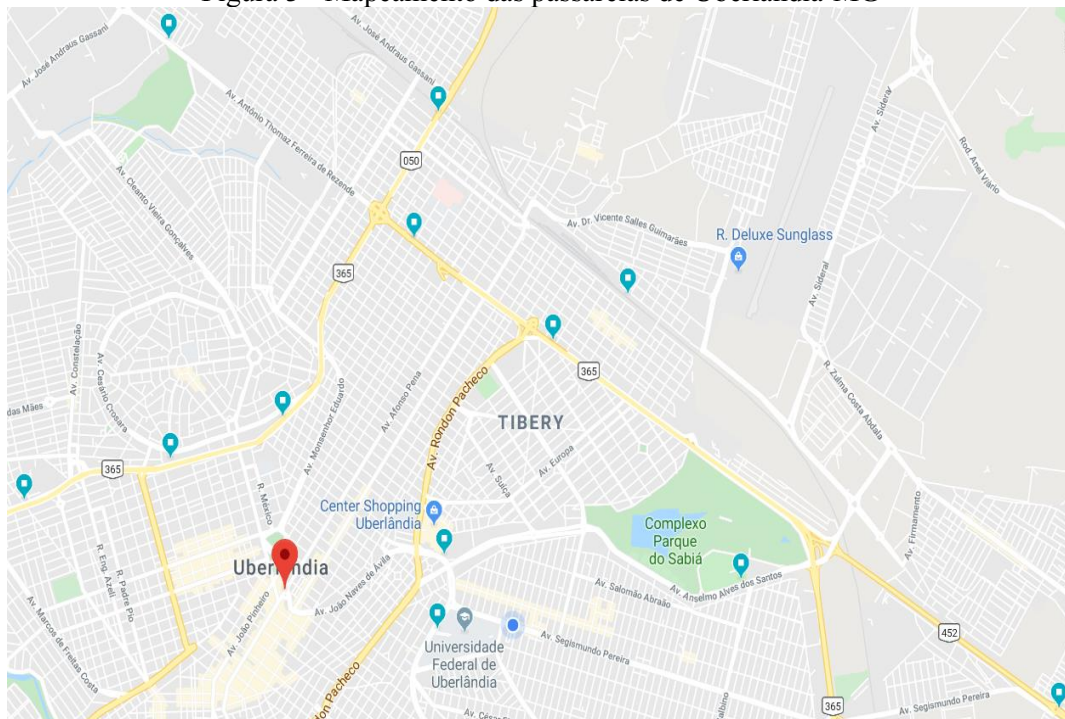 Figura 3 - Mapeamento das passarelas de Uberlândia-MG
Av. José Andraus Gassani
Av. José Andraus Gassani
Av. Antônio Thomaz Ferreira de Rezende
Av. Cleanto Vieira Gonçalves
050
Av. Dr. Vicente Salles Guimarães
R. Deluxe Sunglass
Av. Sideral
Rod. Anel Viário
Av. Sideral
365
Av. Constelação
Av. Cesário Crosara
das Mães
Av. Monsenhor Eduardo
Av. Afonso Pena
Av. Rondon Pacheco
365
TIBERY
R. Zulma Costa Abdala
365
Av. Suíça
Av. Europa
R. México
Center Shopping
Uberlândia
Complexo
Parque
do Sabiá
Av. Firmamento
Uberlândia
R. Eng. Azeli
R. Padre Pio
Av. João Naves de Ávila
Av. Salomão Abraão
Av. Anselmo Alves dos Santos
Av. Marcos de Freitas Costa
Av. João Pinheiro
Universidade
Federal de
Uberlândia
Av. Segismundo Pereira
452
Rondon Pacheco
365
Av. Segismundo Pereira